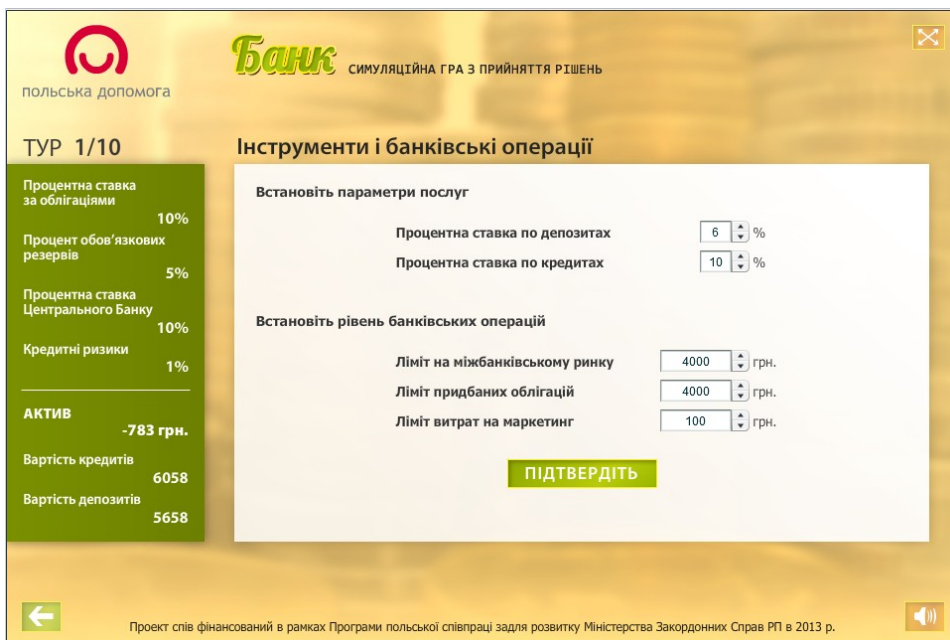 польська допомога
Банк СИМУЛЯЦІЙНА ГРА З ПРИЙНЯТТЯ РІШЕНЬ
ТУР 1/10
Процентна ставка
за облігаціями
10%
Процент обов'язкових
резервів
5%
Процентна ставка
Центрального Банку
10%
Кредитні ризики
1%
АКТИВ
-783 грн.
Вартість кредитів
6058
Вартість депозитів
5658
Інструменти і банківські операції
Встановіть параметри послуг
Процентна ставка по депозитах 6 %
Процентна ставка по кредитах 10 %
Встановіть рівень банківських операцій
Ліміт на міжбанківському ринку 4000 грн.
Ліміт придбаних облігацій 4000 грн.
Ліміт витрат на маркетинг 100 грн.
ПІДТВЕРДІТЬ
Проект спів фінансований в рамках Програми польської співпраці задля розвитку Міністерства Закордонних Справ РП в 2013 р.